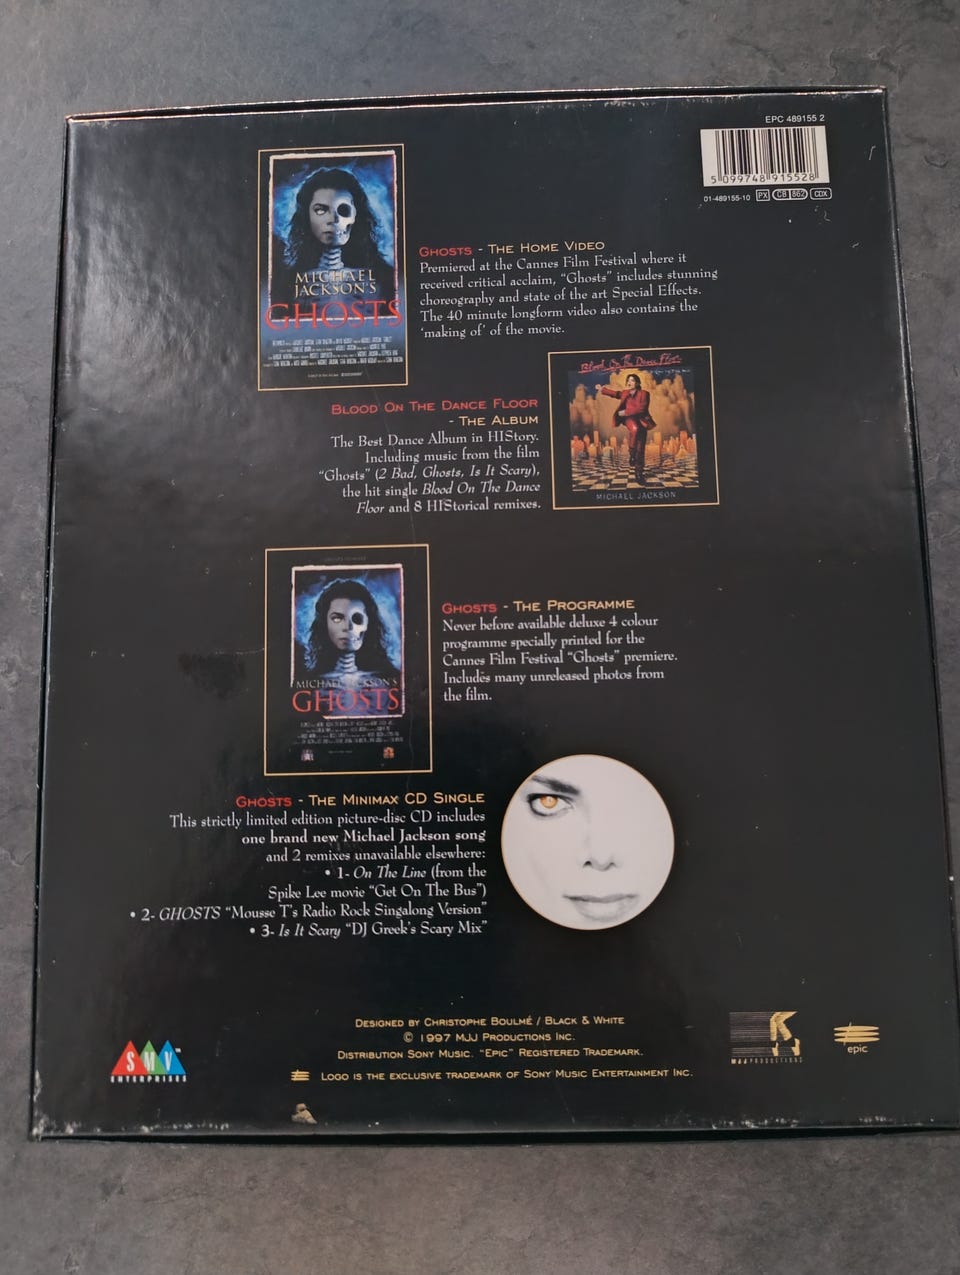 EPC 489155 2
5 099748 915528
01-489155-10 PX CB 862 CDX
MICHAEL
JACKSON'S
GHOSTS
GHOSTS - THE HOME VIDEO
Premiered at the Cannes Film Festival where it
received critical acclaim, “Ghosts” includes stunning
choreography and state of the art Special Effects.
The 40 minute longform video also contains the
‘making of’ of the movie.
Blood On The Dance Floor
MICHAEL JACKSON
BLOOD ON THE DANCE FLOOR
- THE ALBUM
The Best Dance Album in HIStory.
Including music from the film
“Ghosts” (2 Bad, Ghosts, Is It Scary),
the hit single Blood On The Dance
Floor and 8 HIStorical remixes.
MICHAEL JACKSON'S
GHOSTS
GHOSTS - THE PROGRAMME
Never before available deluxe 4 colour
programme specially printed for the
Cannes Film Festival “Ghosts” premiere.
Includes many unreleased photos from
the film.
GHOSTS - THE MINIMAX CD SINGLE
This strictly limited edition picture-disc CD includes
one brand new Michael Jackson song
and 2 remixes unavailable elsewhere:
• 1- On The Line (from the
Spike Lee movie “Get On The Bus”)
• 2- GHOSTS “Mousse T's Radio Rock Singalong Version”
• 3- Is It Scary “DJ Greek's Scary Mix”
DESIGNED BY CHRISTOPHE BOULMÉ / BLACK & WHITE
© 1997 MJJ PRODUCTIONS INC.
DISTRIBUTION SONY MUSIC. “EPIC” REGISTERED TRADEMARK.
LOGO IS THE EXCLUSIVE TRADEMARK OF SONY MUSIC ENTERTAINMENT INC.
SMV™
ENTERPRISES
MJJ PRODUCTIONS
epic